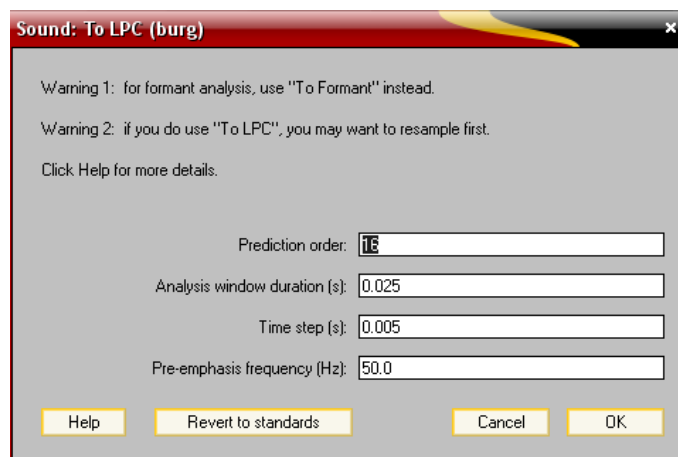 Sound: To LPC (burg)
Warning 1: for formant analysis, use "To Formant" instead.
Warning 2: if you do use "To LPC", you may want to resample first.
Click Help for more details.
Prediction order: 16
Analysis window duration (s): 0.025
Time step (s): 0.005
Pre-emphasis frequency (Hz): 50.0
Help Revert to standards Cancel OK